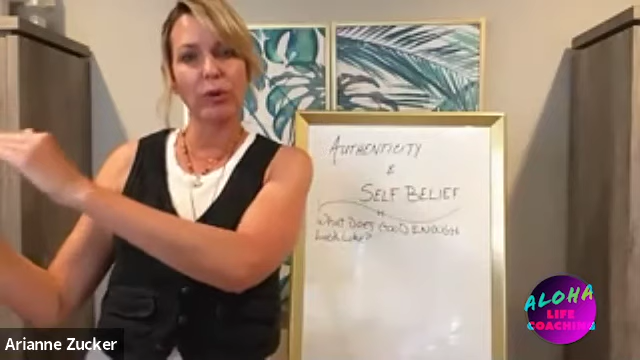 AUTHENTICITY
&
SELF BELIEF
WHAT DOES GOOD ENOUGH
LOOK LIKE?
ALOHA
LIFE
COACHING
Arianne Zucker